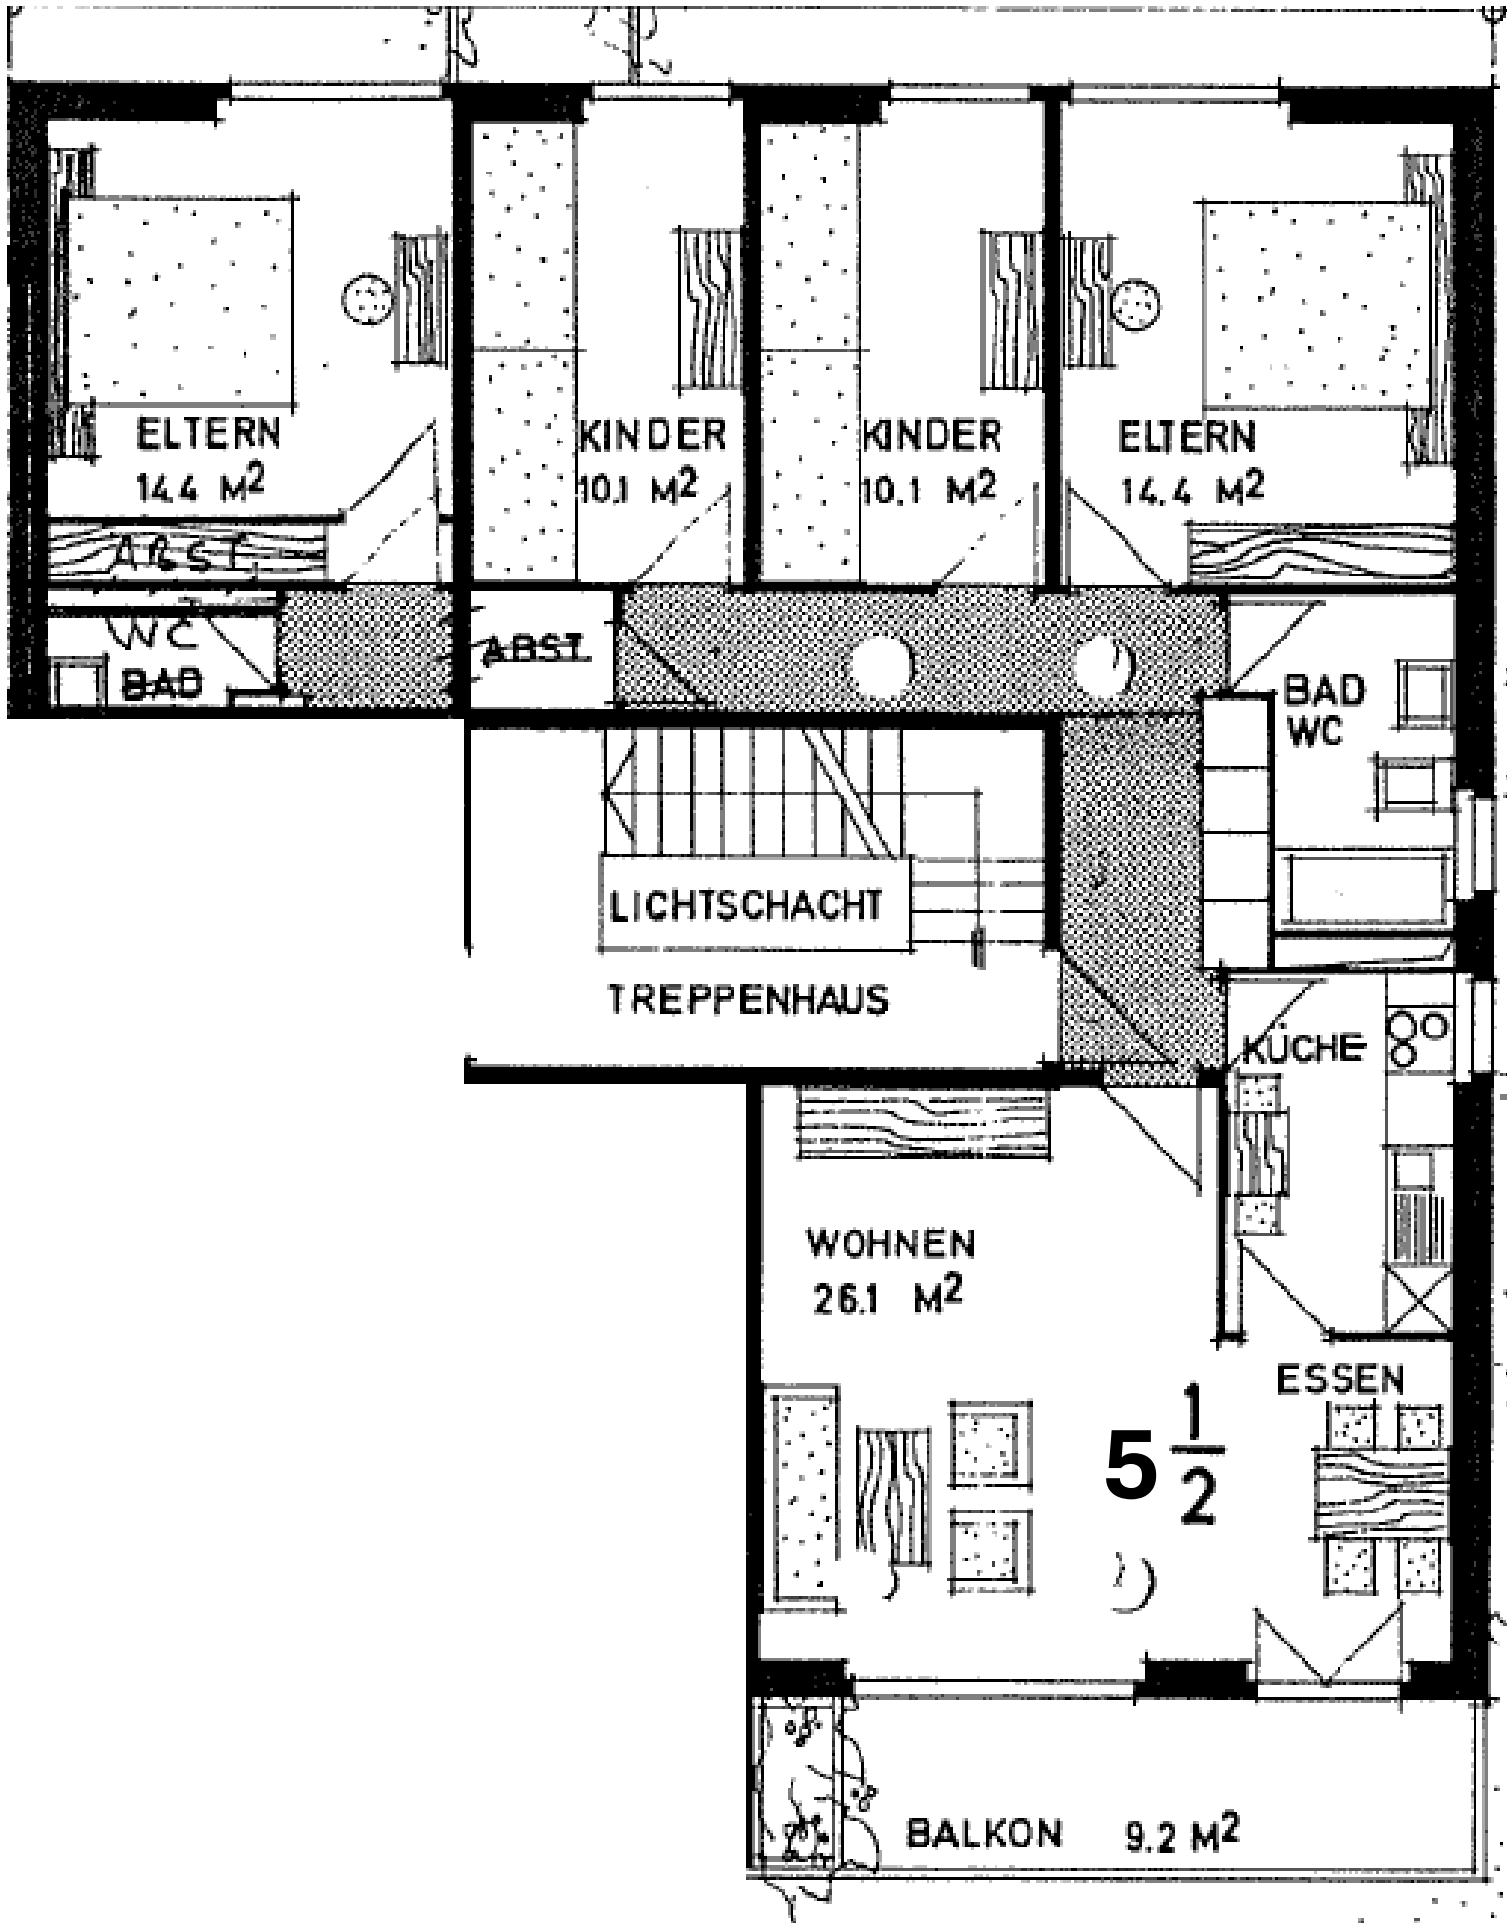 ELTERN
14.4 M²
KINDER
10.1 M²
KINDER
10.1 M²
ELTERN
14.4 M²
ABST
WC
BAD
ABST.
BAD
WC
LICHTSCHACHT
TREPPENHAUS
KÜCHE
WOHNEN
26.1 M²
ESSEN
5 1/2
BALKON 9.2 M²